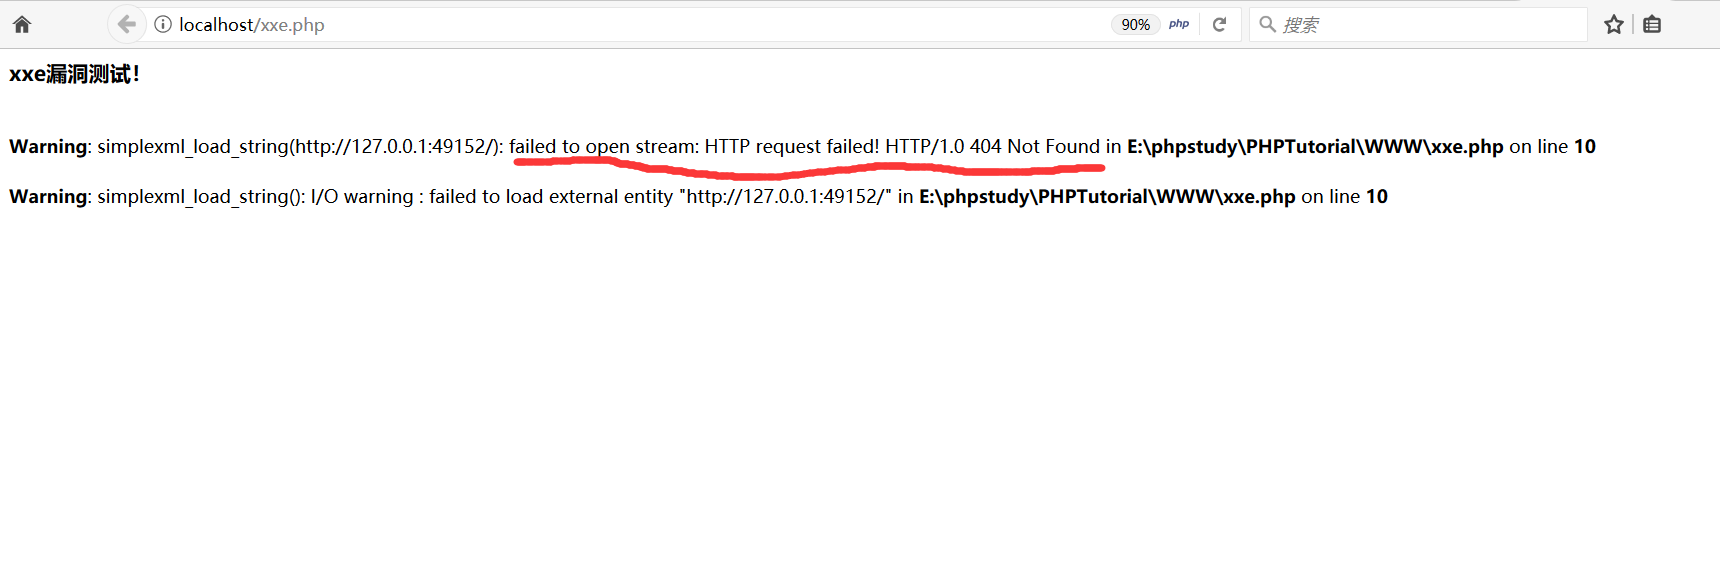 localhost/xxe.php
90%
php
搜索
xxe漏洞测试！
Warning: simplexml_load_string(http://127.0.0.1:49152/): failed to open stream: HTTP request failed! HTTP/1.0 404 Not Found in E:\phpstudy\PHPTutorial\WWW\xxe.php on line 10
Warning: simplexml_load_string(): I/O warning : failed to load external entity "http://127.0.0.1:49152/" in E:\phpstudy\PHPTutorial\WWW\xxe.php on line 10